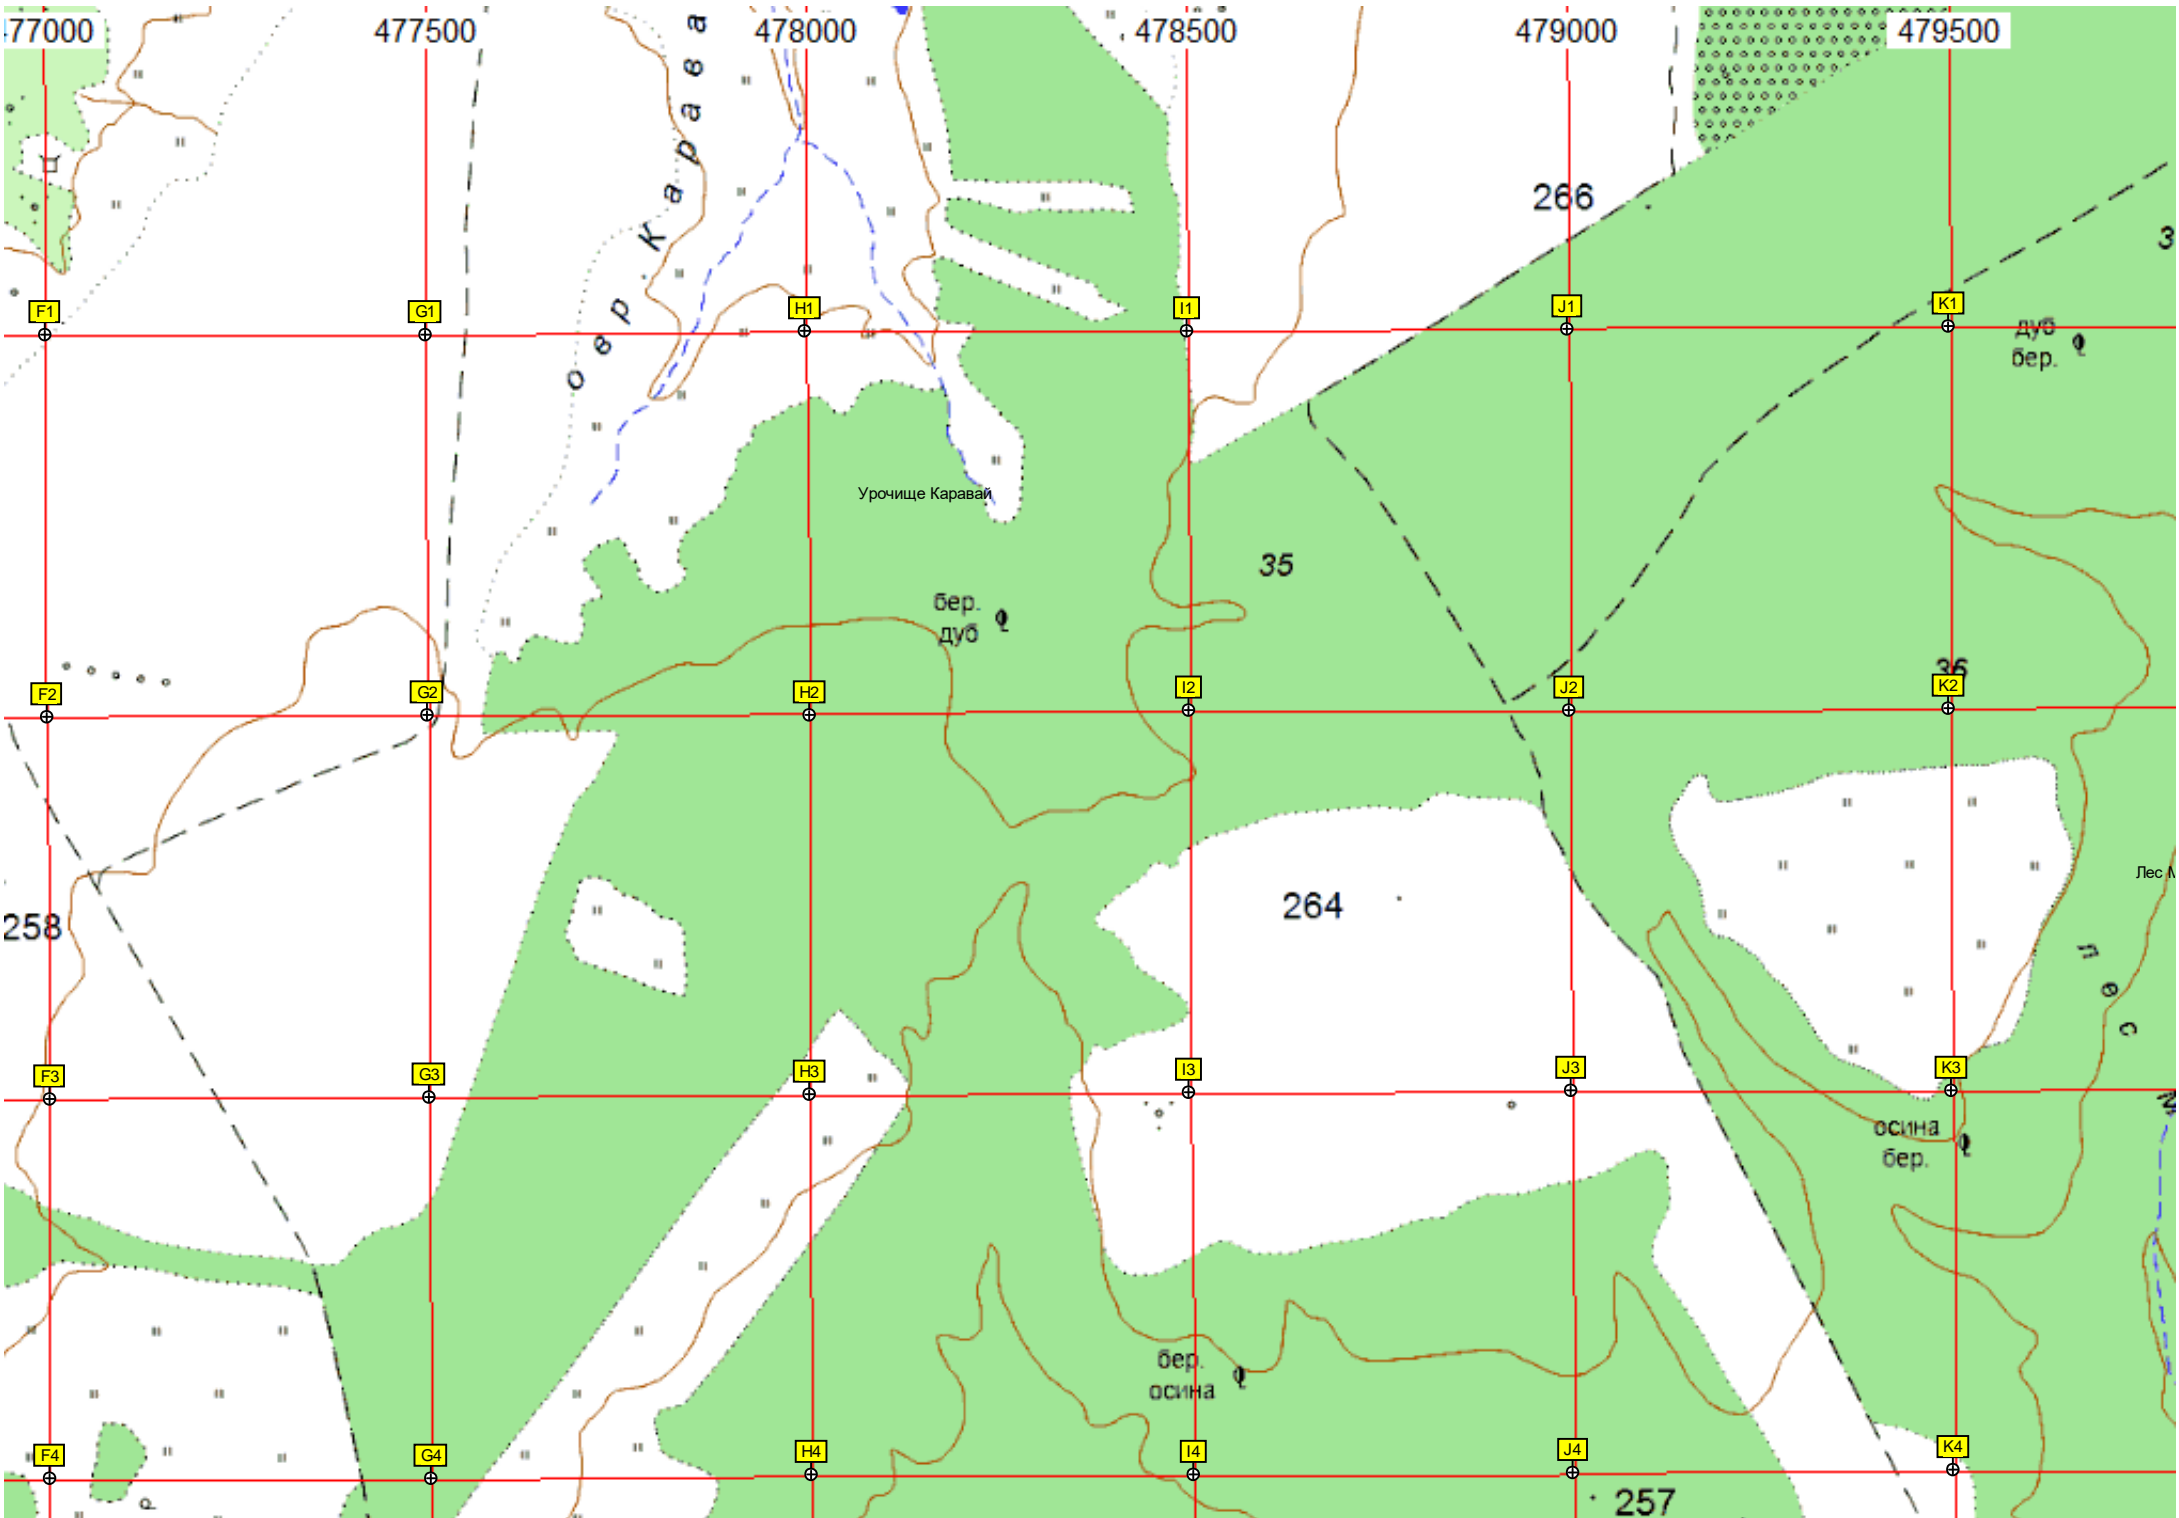 77000 477500 478000 478500 479000 479500
овр Караваа
266
3
F1 G1 H1 I1 J1 K1
дуб
бер.
Урочище Каравай
35
бер.
дуб
36
F2 G2 H2 I2 J2 K2
Лес М
258
264
лес
F3 G3 H3 I3 J3 K3
осина
бер.
бер.
осина
F4 G4 H4 I4 J4 K4
257